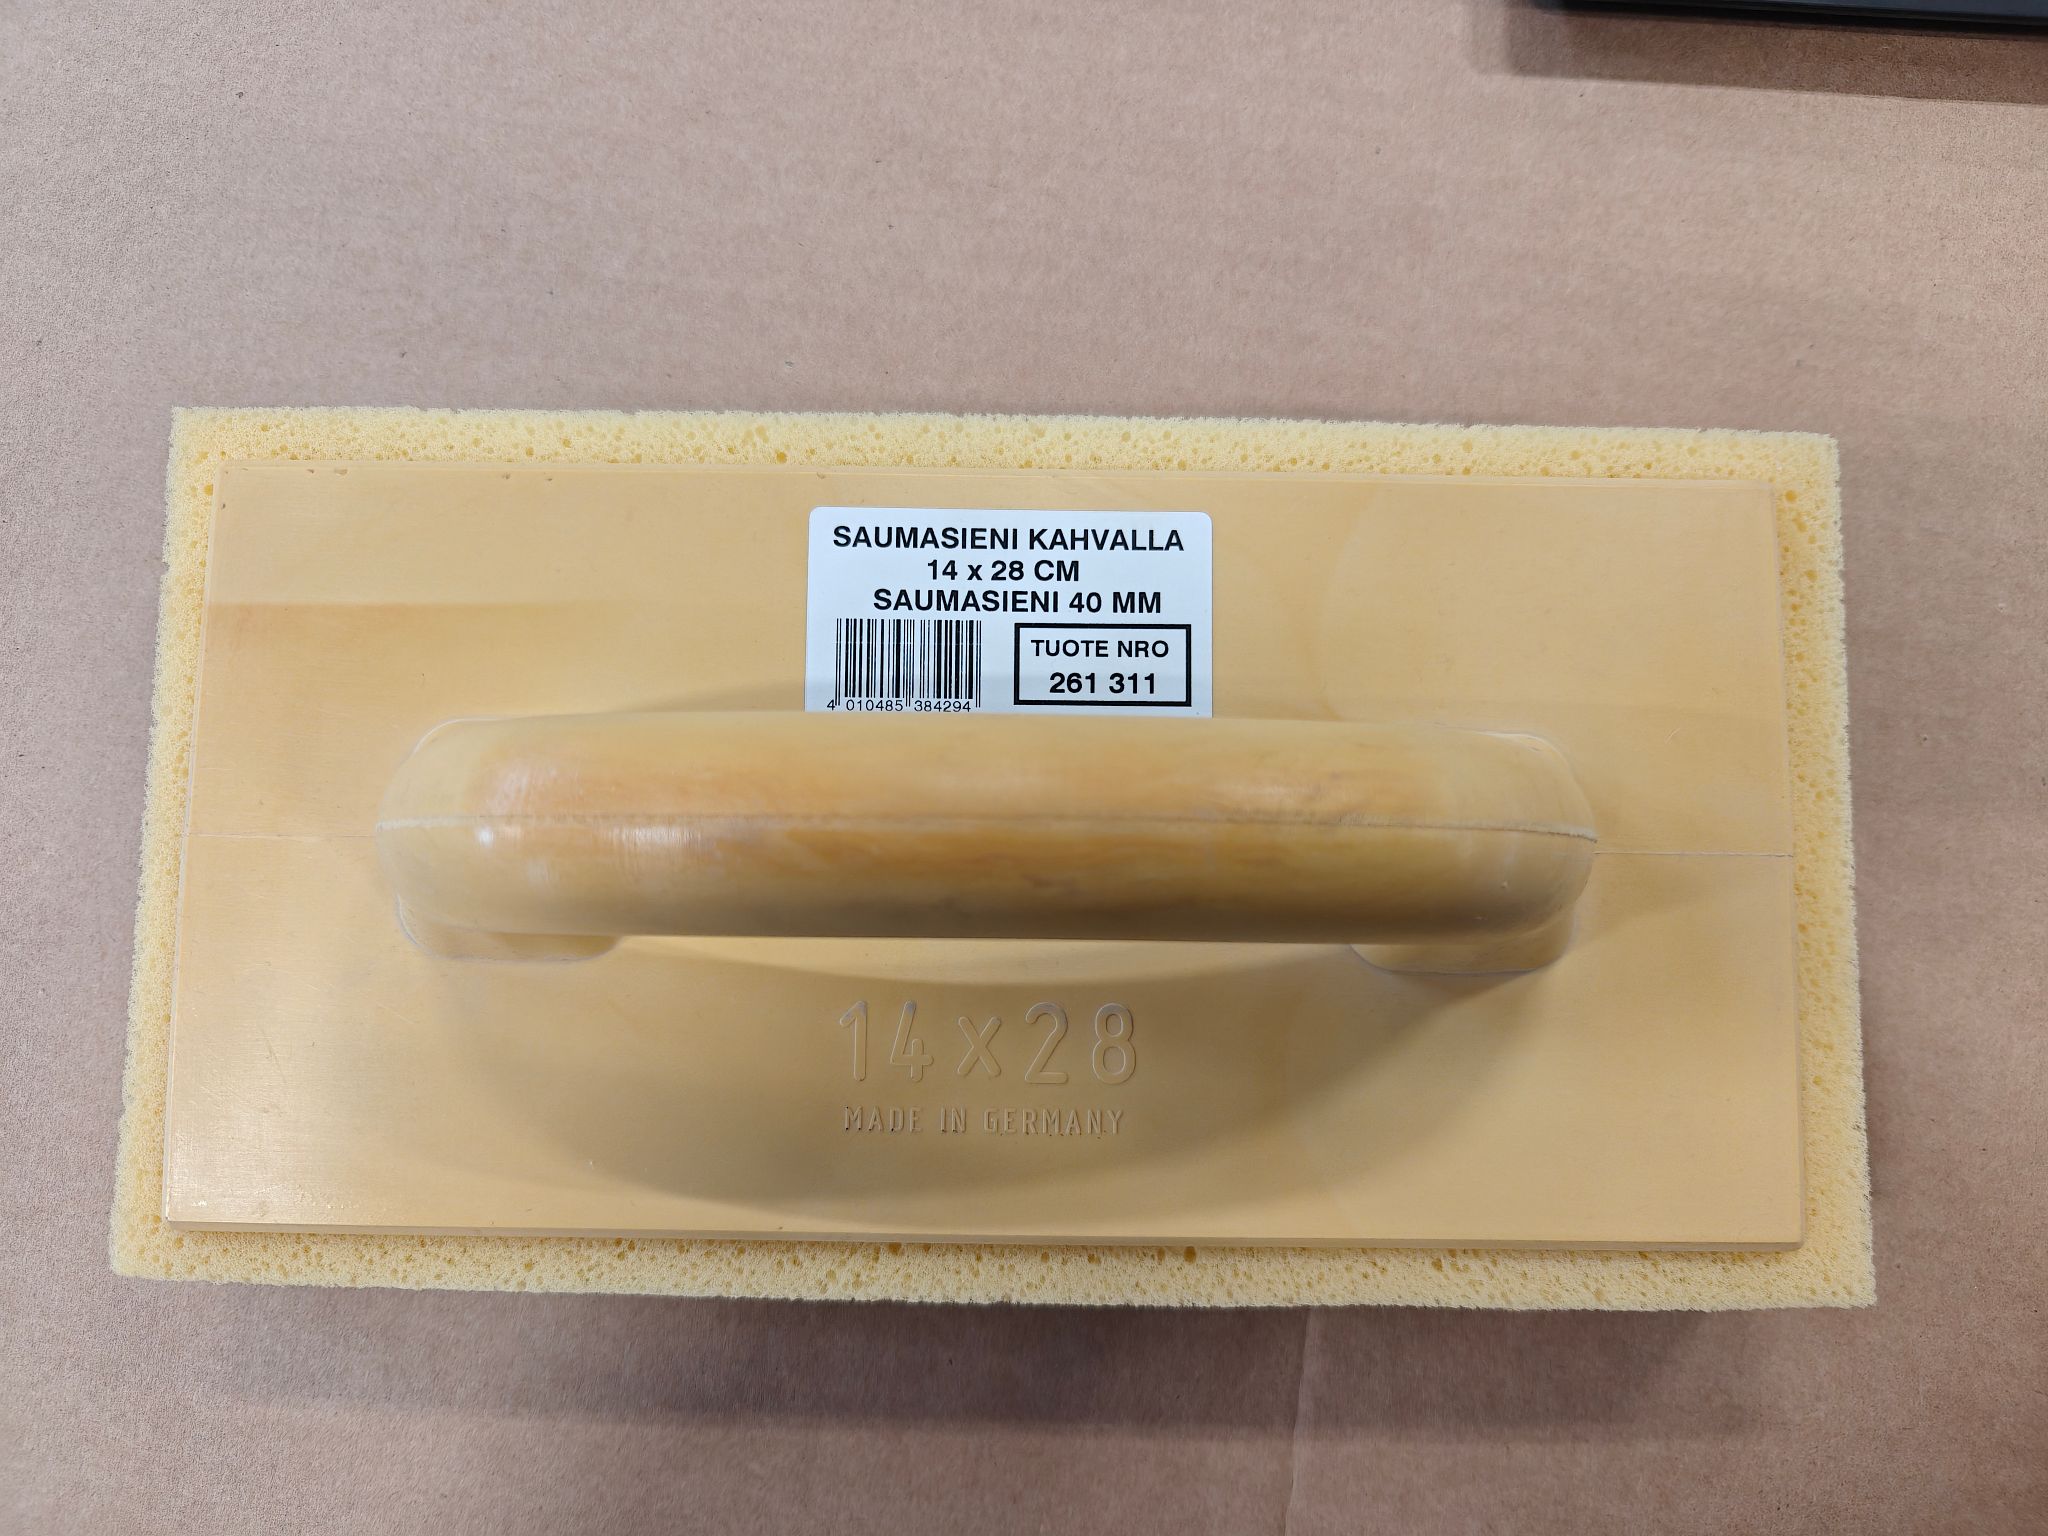 SAUMASIENI KAHVALLA
14 x 28 CM
SAUMASIENI 40 MM
TUOTE NRO
261 311
4 010485 384294
14x28
MADE IN GERMANY